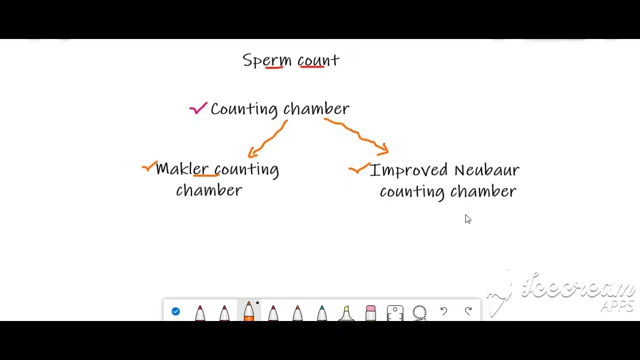 Sperm count
Counting chamber
Makler counting
chamber
Improved Neubaur
counting chamber
Icecream
APPS